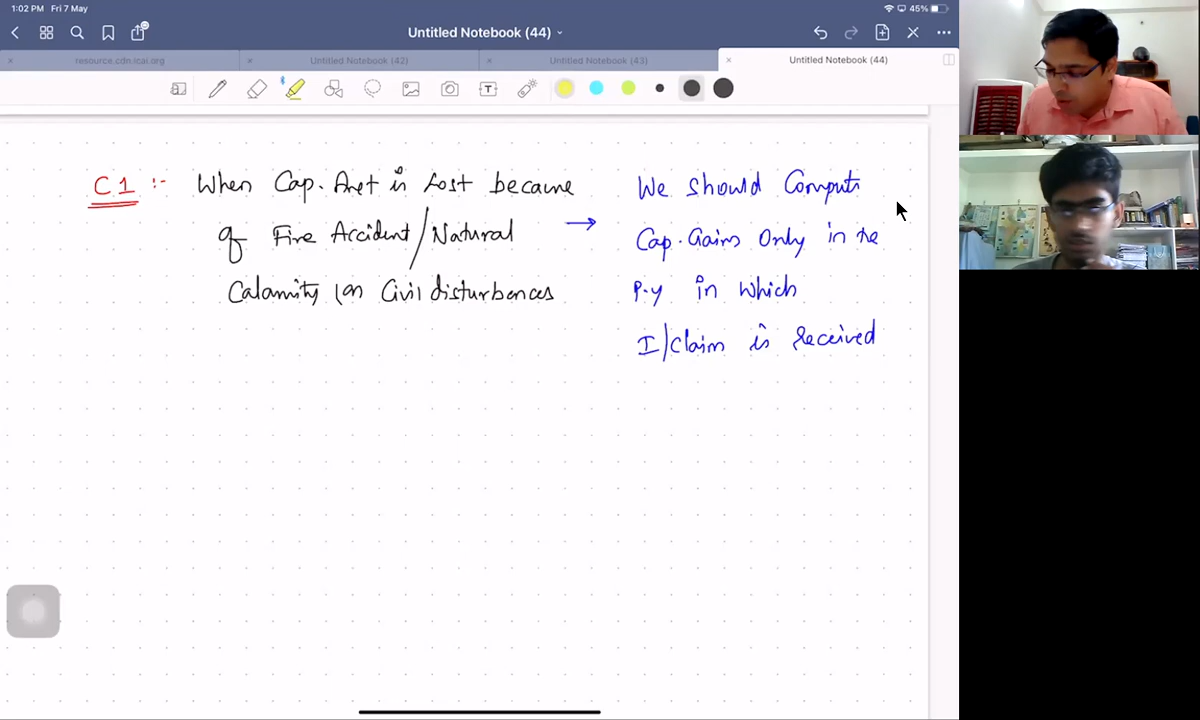 1:02 PM Fri 7 May
45%
Untitled Notebook (44)
resource.cdn.icai.org
Untitled Notebook (42)
Untitled Notebook (43)
Untitled Notebook (44)
C1 :- When Cap. Asset is Lost because
of Fire Accident/Natural
Calamity (or Civil disturbances
→ We Should Compute
Cap. Gains Only in the
P.y in which
I/Claim is received